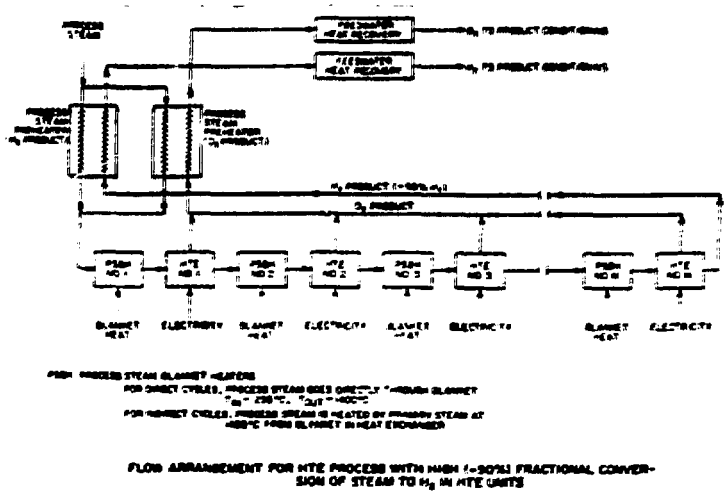 PROCESS
STEAM
FEEDWATER
HEAT RECOVERY
O₂ TO PRODUCT CONDITIONING
FEEDWATER
HEAT RECOVERY
H₂ TO PRODUCT CONDITIONING
PROCESS
STEAM
PREHEATER
(H₂ PRODUCT)
PROCESS
STEAM
PREHEATER
(O₂ PRODUCT)
H₂ PRODUCT (~90% H₂)
O₂ PRODUCT
PSBH
NO. 1
HTE
NO. 1
PSBH
NO. 2
HTE
NO. 2
PSBH
NO. 3
HTE
NO. 3
PSBH
NO.
HTE
NO.
BLANKET
HEAT
ELECTRICITY
BLANKET
HEAT
ELECTRICITY
BLANKET
HEAT
ELECTRICITY
BLANKET
HEAT
ELECTRICITY
PSBH PROCESS STEAM BLANKET HEATERS
FOR DIRECT CYCLES, PROCESS STEAM GOES DIRECTLY THROUGH BLANKET
FOR INDIRECT CYCLES, PROCESS STEAM IS HEATED BY PRIMARY STEAM AT
FROM BLANKET IN HEAT EXCHANGER
FLOW ARRANGEMENT FOR HTE PROCESS WITH HIGH (~90%) FRACTIONAL CONVER-
SION OF STEAM TO H₂ IN HTE UNITS